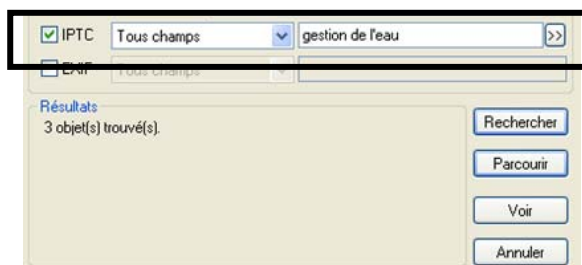 IPTC Tous champs gestion de l'eau >>
EXIF Tous champs
Résultats
3 objet(s) trouvé(s).
Rechercher
Parcourir
Voir
Annuler